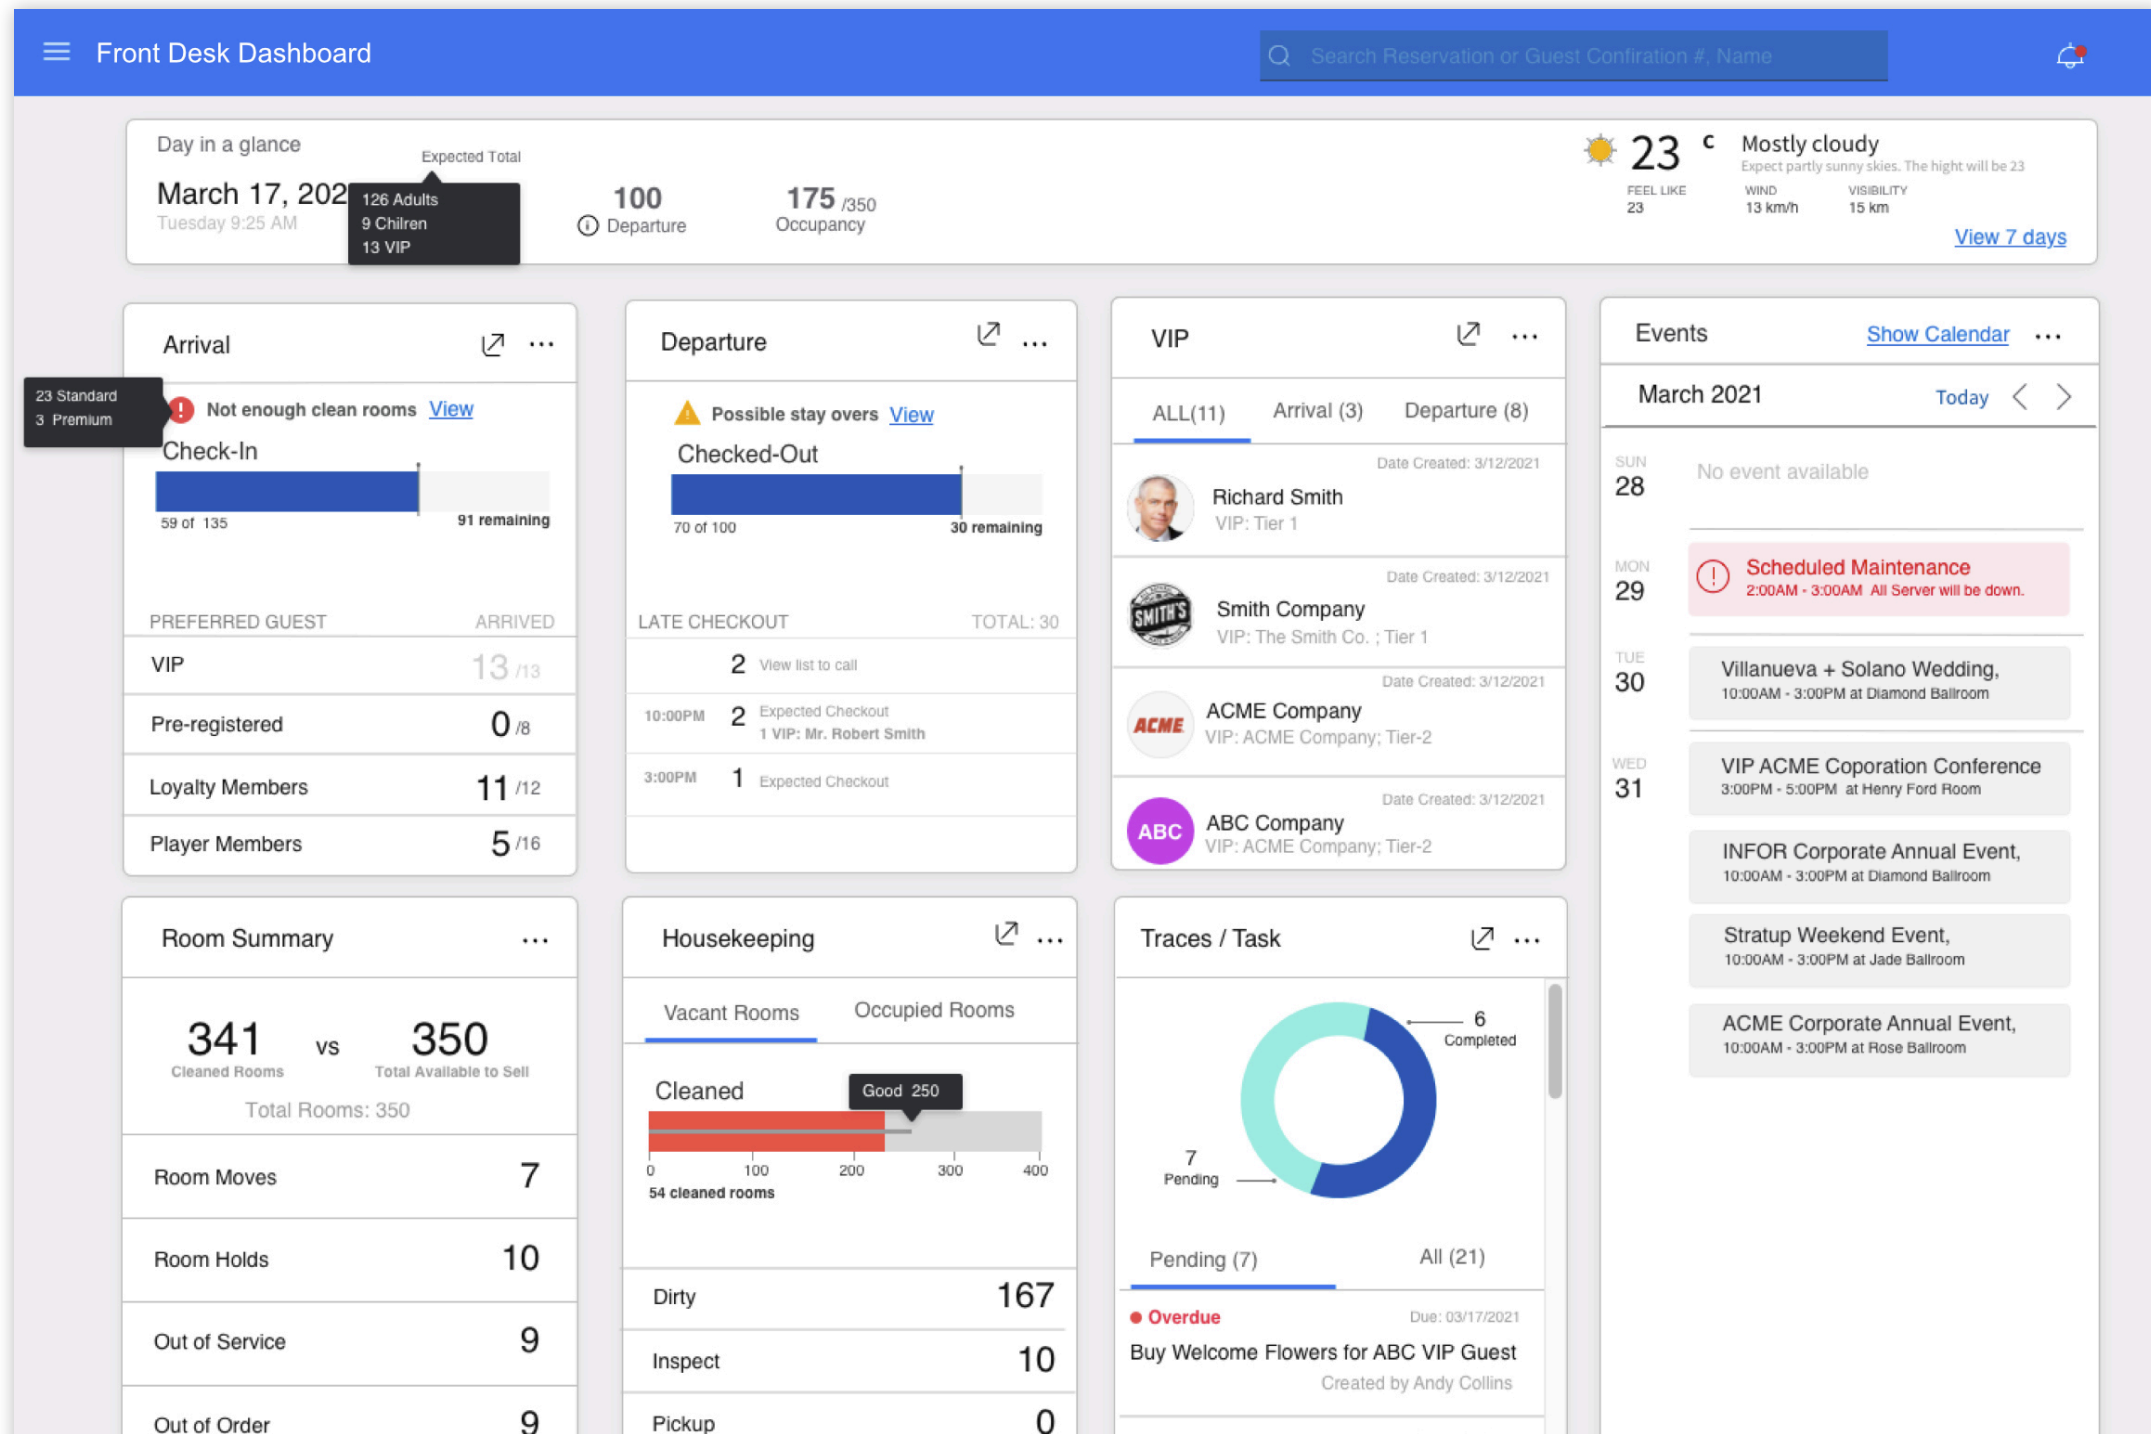 Front Desk Dashboard
Search Reservation or Guest Confiration #, Name
Day in a glance
Expected Total
March 17, 202
Tuesday 9:25 AM
126 Adults
9 Chilren
13 VIP
100
Departure
175 /350
Occupancy
23 C
FEEL LIKE
23
Mostly cloudy
Expect partly sunny skies. The hight will be 23
WIND
13 km/h
VISIBILITY
15 km
View 7 days
Arrival
23 Standard
3 Premium
Not enough clean rooms View
Check-In
59 of 135
91 remaining
PREFERRED GUEST ARRIVED
VIP 13 /13
Pre-registered 0 /8
Loyalty Members 11 /12
Player Members 5 /16
Departure
Possible stay overs View
Checked-Out
70 of 100
30 remaining
LATE CHECKOUT TOTAL: 30
2 View list to call
10:00PM 2 Expected Checkout
1 VIP: Mr. Robert Smith
3:00PM 1 Expected Checkout
VIP
ALL(11) Arrival (3) Departure (8)
Date Created: 3/12/2021
Richard Smith
VIP: Tier 1
Date Created: 3/12/2021
SMITH'S
Smith Company
VIP: The Smith Co. ; Tier 1
Date Created: 3/12/2021
ACME
ACME Company
VIP: ACME Company; Tier-2
Date Created: 3/12/2021
ABC
ABC Company
VIP: ACME Company; Tier-2
Events Show Calendar
March 2021 Today
SUN
28
No event available
MON
29
Scheduled Maintenance
2:00AM - 3:00AM All Server will be down.
TUE
30
Villanueva + Solano Wedding,
10:00AM - 3:00PM at Diamond Ballroom
WED
31
VIP ACME Coporation Conference
3:00PM - 5:00PM at Henry Ford Room
INFOR Corporate Annual Event,
10:00AM - 3:00PM at Diamond Ballroom
Stratup Weekend Event,
10:00AM - 3:00PM at Jade Ballroom
ACME Corporate Annual Event,
10:00AM - 3:00PM at Rose Ballroom
Room Summary
341 vs 350
Cleaned Rooms Total Available to Sell
Total Rooms: 350
Room Moves 7
Room Holds 10
Out of Service 9
Out of Order 9
Housekeeping
Vacant Rooms Occupied Rooms
Cleaned
Good 250
0 100 200 300 400
54 cleaned rooms
Dirty 167
Inspect 10
Pickup 0
Traces / Task
6
Completed
7
Pending
Pending (7) All (21)
Overdue Due: 03/17/2021
Buy Welcome Flowers for ABC VIP Guest
Created by Andy Collins